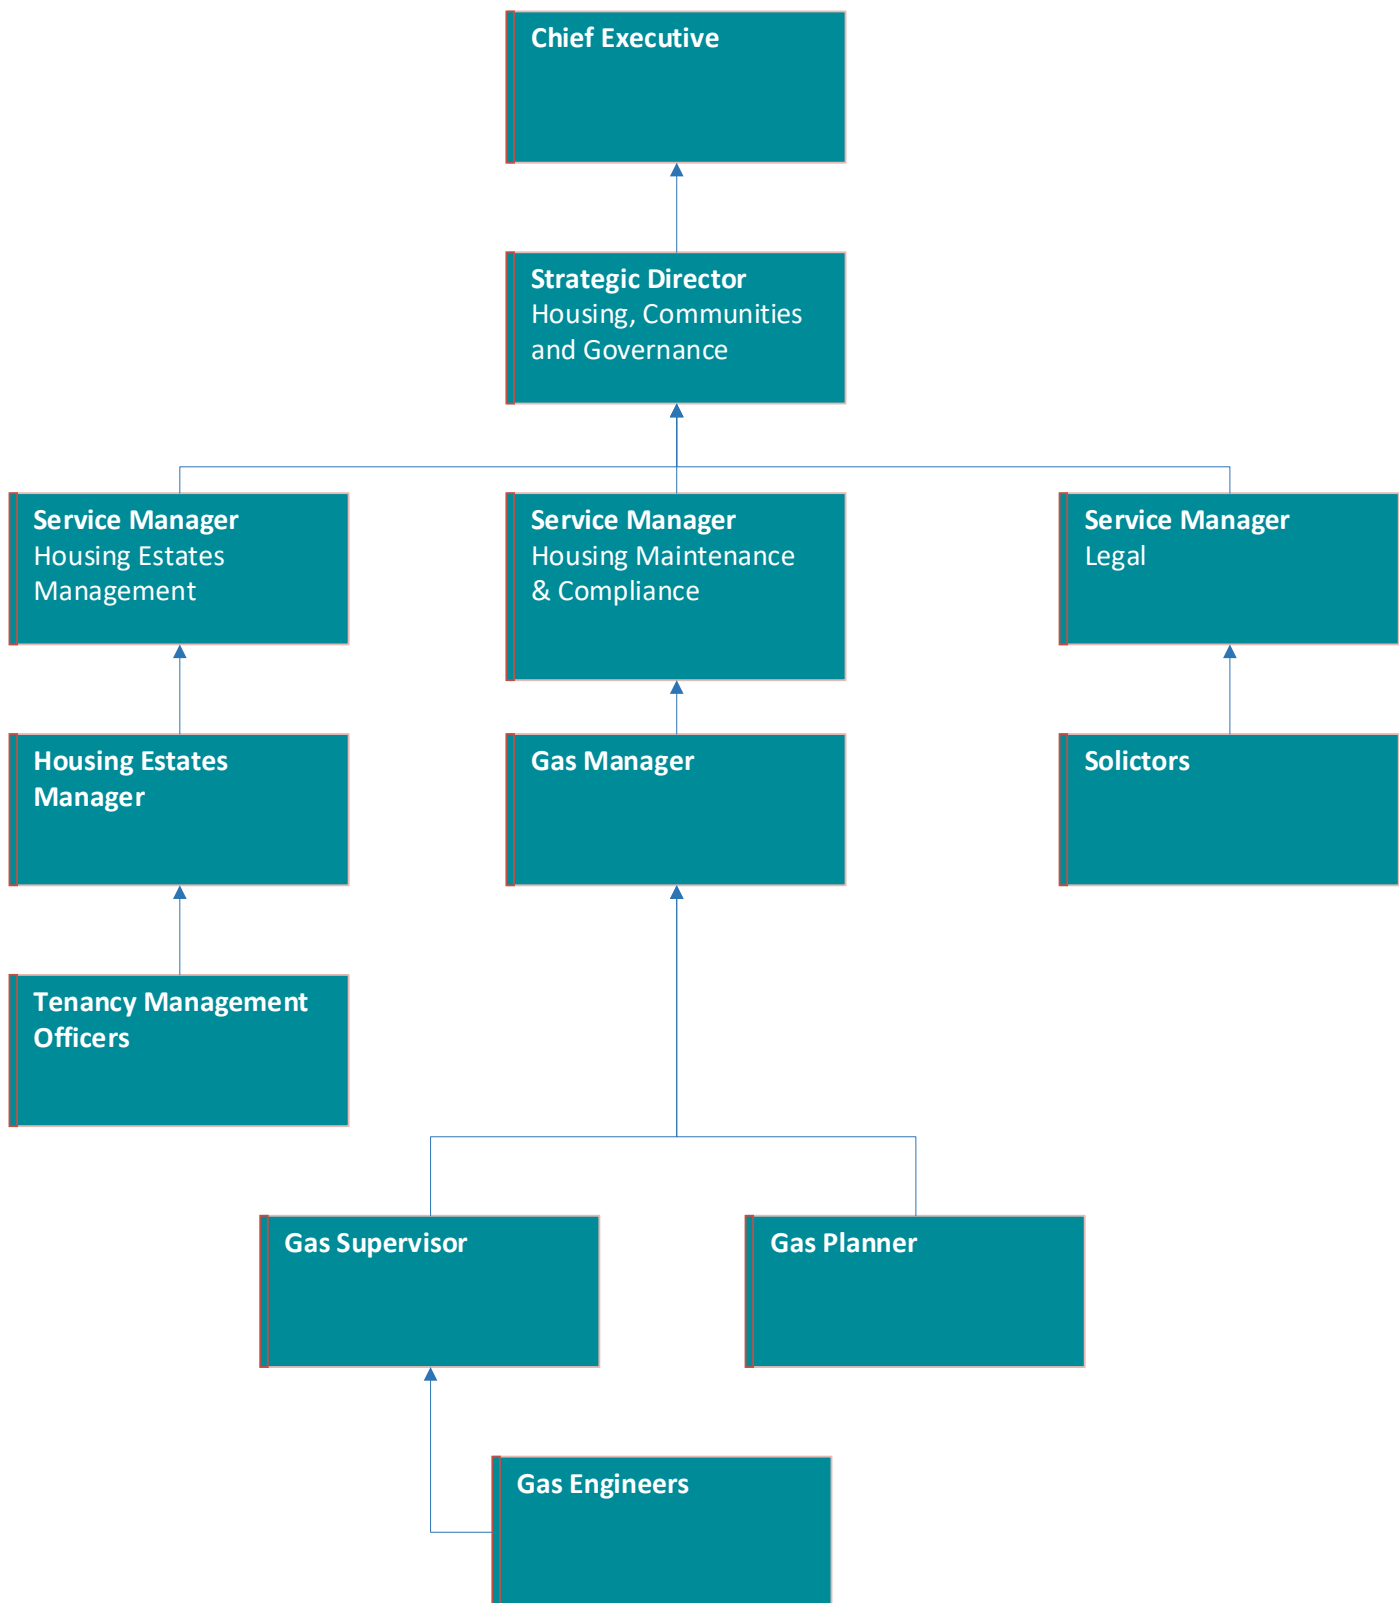 Chief Executive
Strategic Director
Housing, Communities
and Governance
Service Manager
Housing Estates
Management
Service Manager
Housing Maintenance
& Compliance
Service Manager
Legal
Housing Estates
Manager
Gas Manager
Solictors
Tenancy Management
Officers
Gas Supervisor
Gas Planner
Gas Engineers